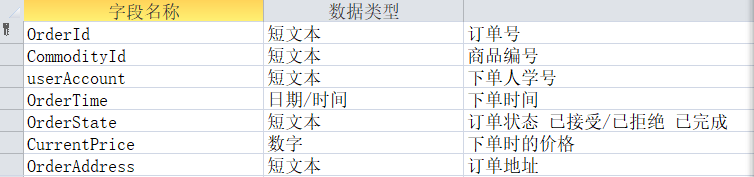 字段名称 数据类型
OrderId 短文本 订单号
CommodityId 短文本 商品编号
userAccount 短文本 下单人学号
OrderTime 日期/时间 下单时间
OrderState 短文本 订单状态 已接受/已拒绝 已完成
CurrentPrice 数字 下单时的价格
OrderAddress 短文本 订单地址